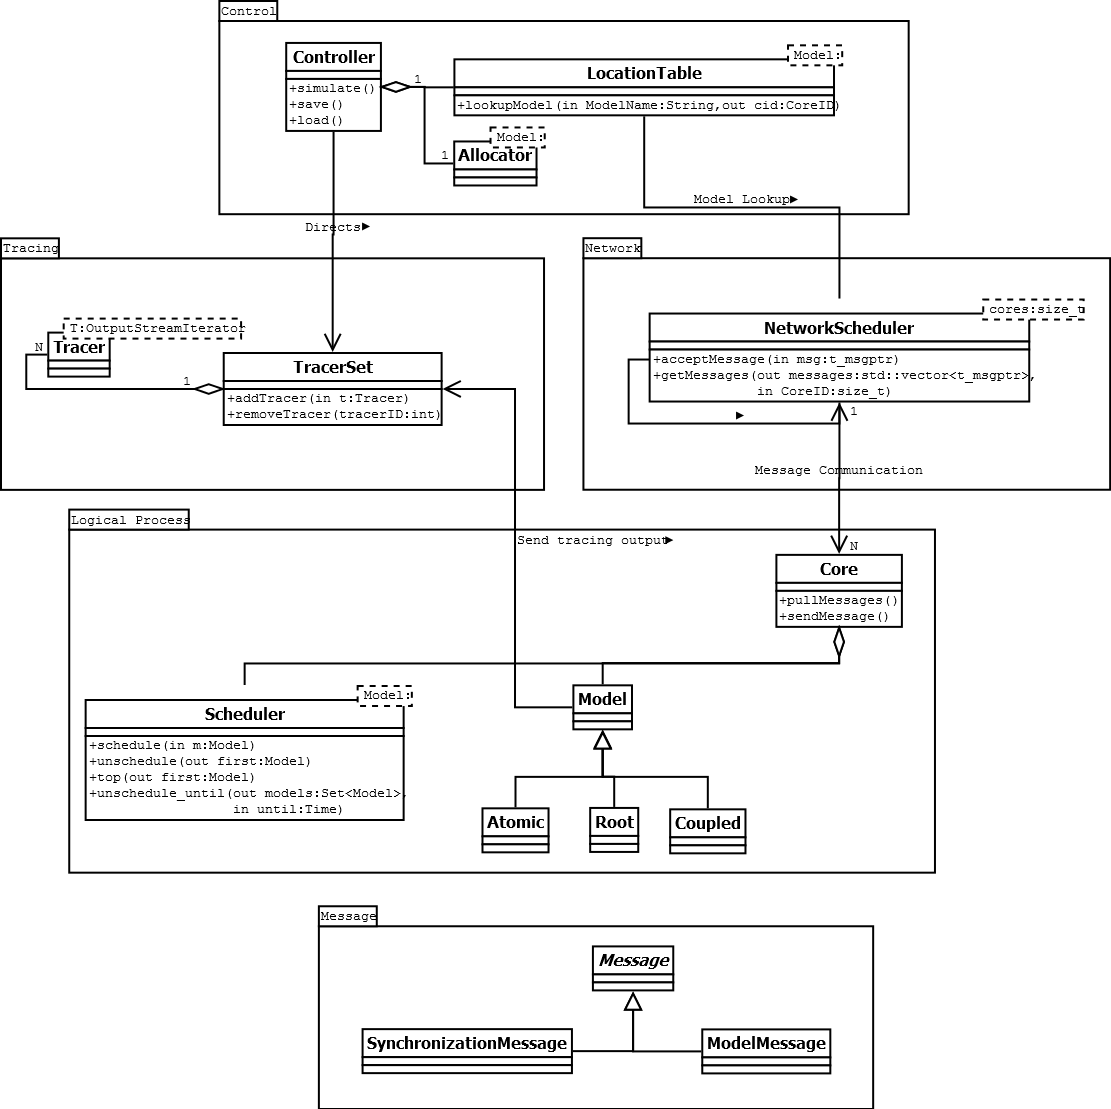 Control
Controller
+simulate()
+save()
+load()
1
Model:
LocationTable
+lookupModel(in ModelName:String,out cid:CoreID)
Model:
1
Allocator
Model Lookup►
Directs►
Tracing
T:OutputStreamIterator
N
Tracer
1
TracerSet
+addTracer(in t:Tracer)
+removeTracer(tracerID:int)
Network
cores:size_t
NetworkScheduler
+acceptMessage(in msg:t_msgptr)
+getMessages(out messages:std::vector<t_msgptr>,
in CoreID:size_t)
►
1
Message Communication
Logical Process
Send tracing output►
N
Core
+pullMessages()
+sendMessage()
Model:
Scheduler
+schedule(in m:Model)
+unschedule(out first:Model)
+top(out first:Model)
+unschedule_until(out models:Set<Model>,
in until:Time)
Model
Atomic
Root
Coupled
Message
Message
SynchronizationMessage
ModelMessage